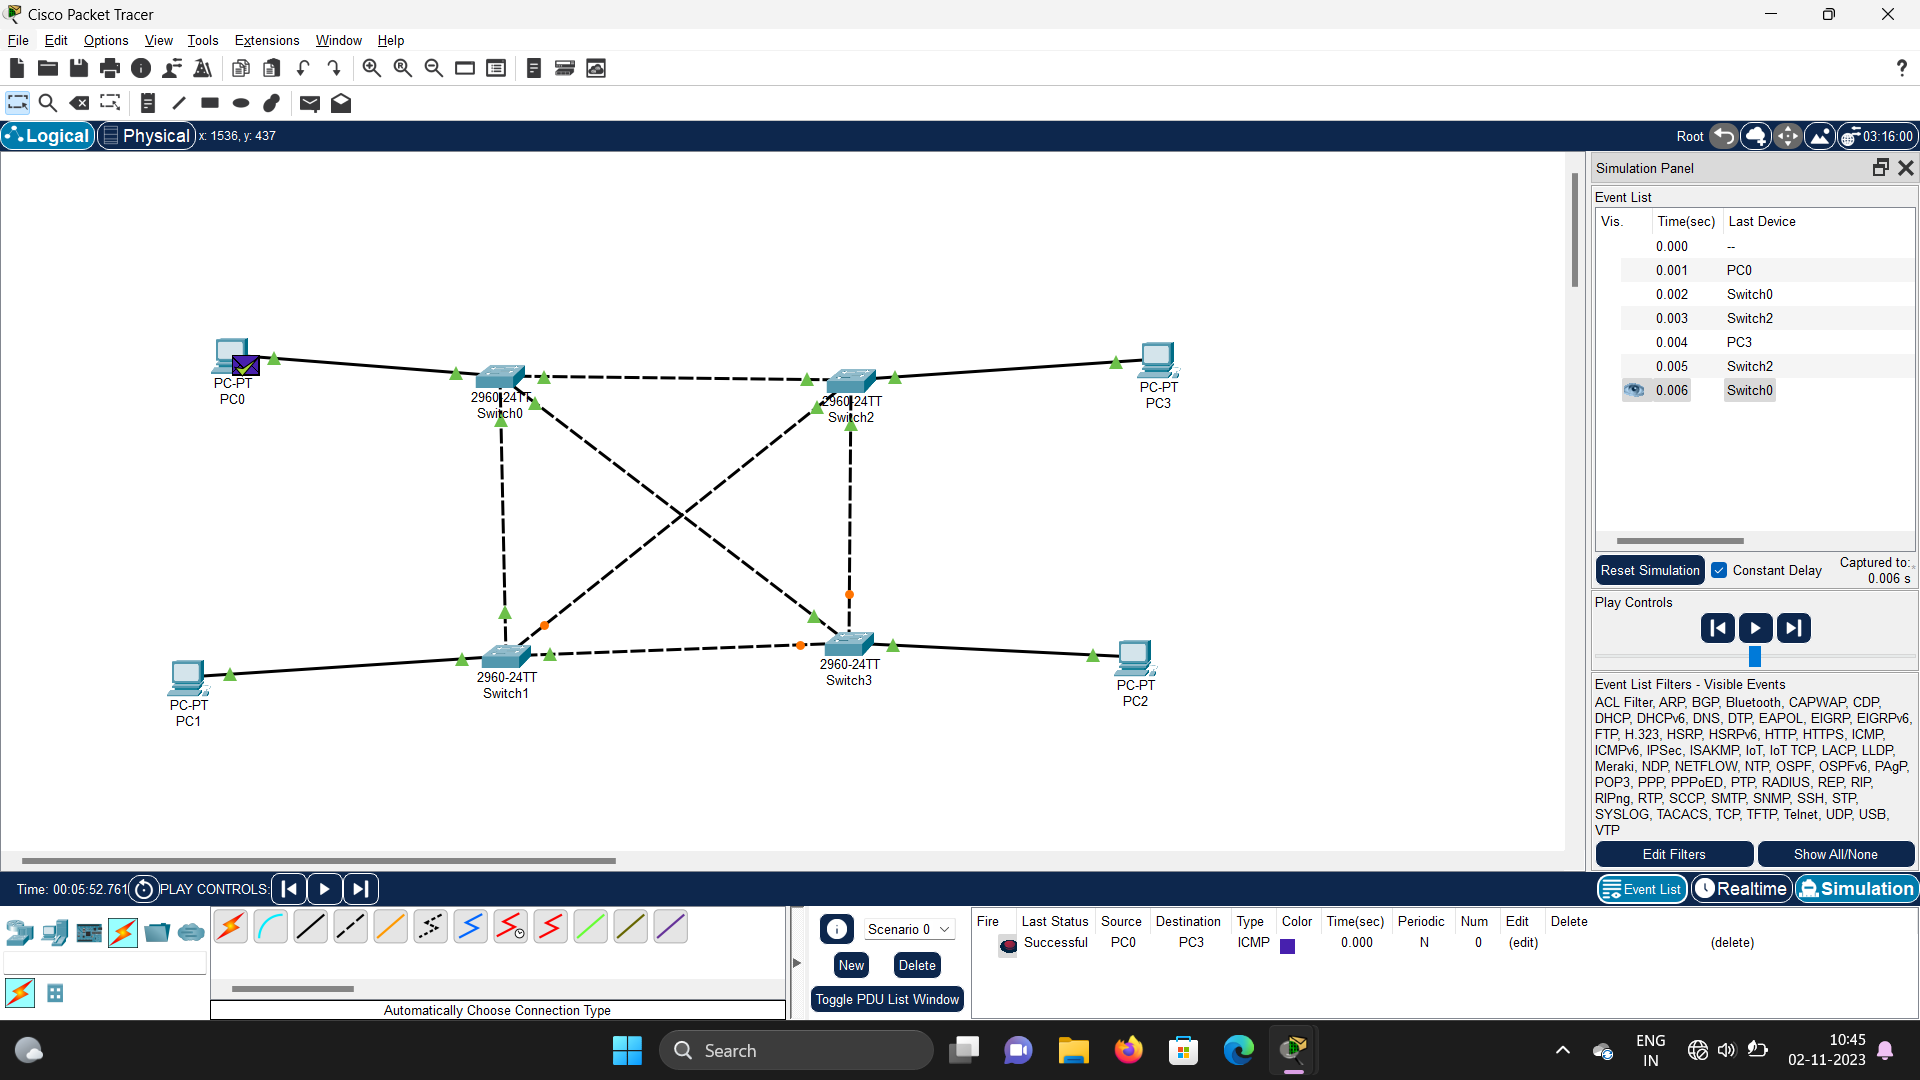 Cisco Packet Tracer
File Edit Options View Tools Extensions Window Help
?
Logical Physical x: 1536, y: 437 Root 03:16:00
Simulation Panel
Event List
Vis. Time(sec) Last Device
0.000 --
0.001 PC0
0.002 Switch0
0.003 Switch2
0.004 PC3
0.005 Switch2
0.006 Switch0
PC-PT
PC0
2960-24TT
Switch0
2960-24TT
Switch2
PC-PT
PC3
PC-PT
PC1
2960-24TT
Switch1
2960-24TT
Switch3
PC-PT
PC2
Reset Simulation Constant Delay Captured to:
0.006 s
Play Controls
Event List Filters - Visible Events
ACL Filter, ARP, BGP, Bluetooth, CAPWAP, CDP,
DHCP, DHCPv6, DNS, DTP, EAPOL, EIGRP, EIGRPv6,
FTP, H.323, HSRP, HSRPv6, HTTP, HTTPS, ICMP,
ICMPv6, IPSec, ISAKMP, IoT, IoT TCP, LACP, LLDP,
Meraki, NDP, NETFLOW, NTP, OSPF, OSPFv6, PAgP,
POP3, PPP, PPPoED, PTP, RADIUS, REP, RIP,
RIPng, RTP, SCCP, SMTP, SNMP, SSH, STP,
SYSLOG, TACACS, TCP, TFTP, Telnet, UDP, USB,
VTP
Edit Filters Show All/None
Time: 00:05:52.761 PLAY CONTROLS: Event List Realtime Simulation
Scenario 0
New Delete
Toggle PDU List Window
Fire Last Status Source Destination Type Color Time(sec) Periodic Num Edit Delete
Successful PC0 PC3 ICMP 0.000 N 0 (edit) (delete)
Automatically Choose Connection Type
Search
ENG
IN
10:45
02-11-2023